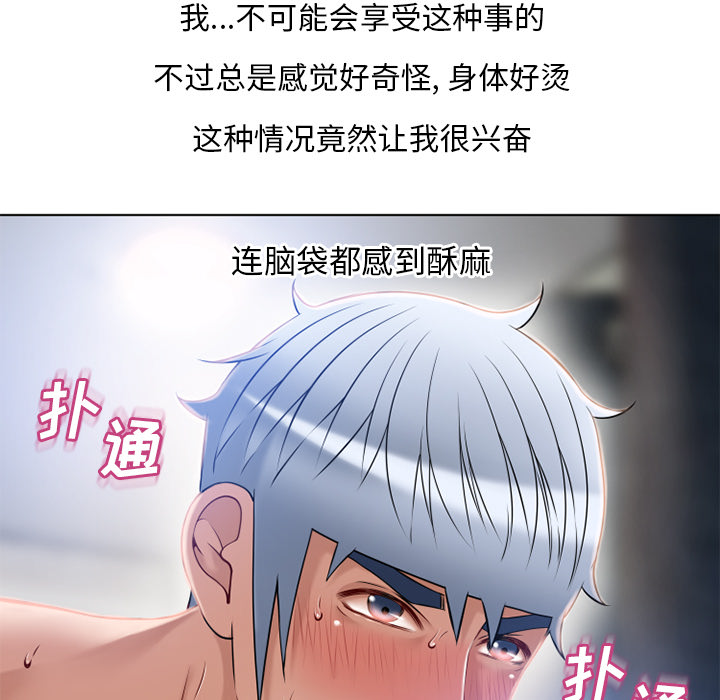 我...不可能会享受这种事的
不过总是感觉好奇怪, 身体好烫
这种情况竟然让我很兴奋
连脑袋都感到酥麻
扑
通
扑
通